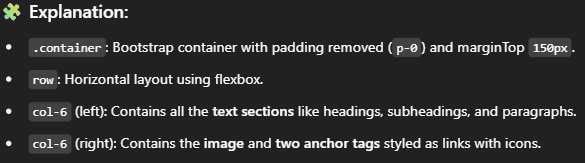 🧩 Explanation:
• .container: Bootstrap container with padding removed (p-0) and marginTop 150px.
• row: Horizontal layout using flexbox.
• col-6 (left): Contains all the text sections like headings, subheadings, and paragraphs.
• col-6 (right): Contains the image and two anchor tags styled as links with icons.